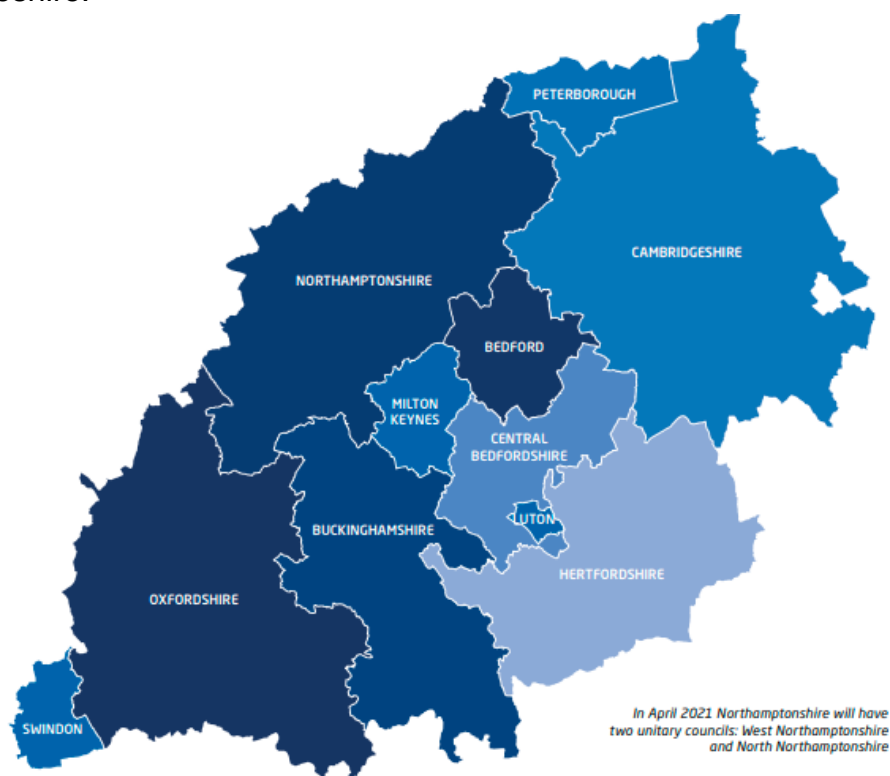 PETERBOROUGH
CAMBRIDGESHIRE
NORTHAMPTONSHIRE
BEDFORD
MILTON
KEYNES
CENTRAL
BEDFORDSHIRE
LUTON
BUCKINGHAMSHIRE
HERTFORDSHIRE
OXFORDSHIRE
SWINDON
In April 2021 Northamptonshire will have
two unitary councils: West Northamptonshire
and North Northamptonshire